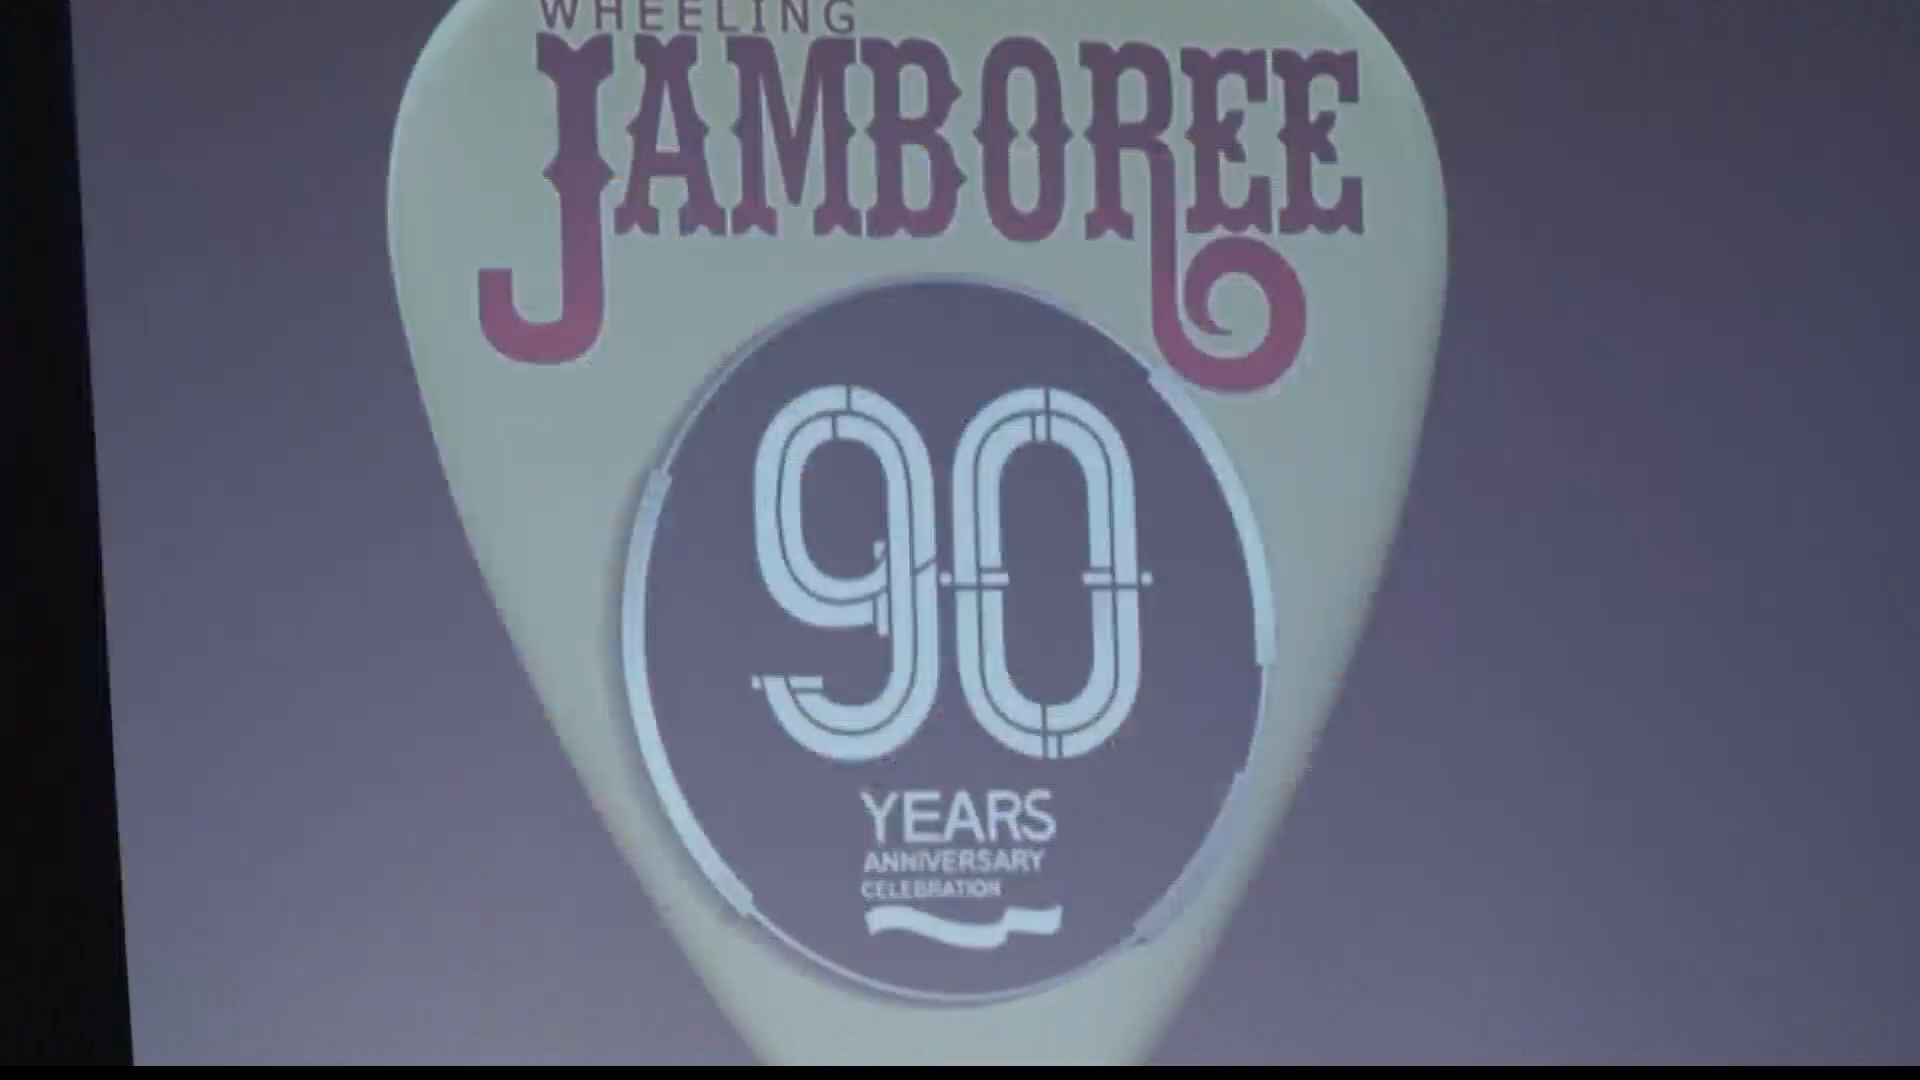 WHEELING
JAMBOREE
90
YEARS
ANNIVERSARY
CELEBRATION